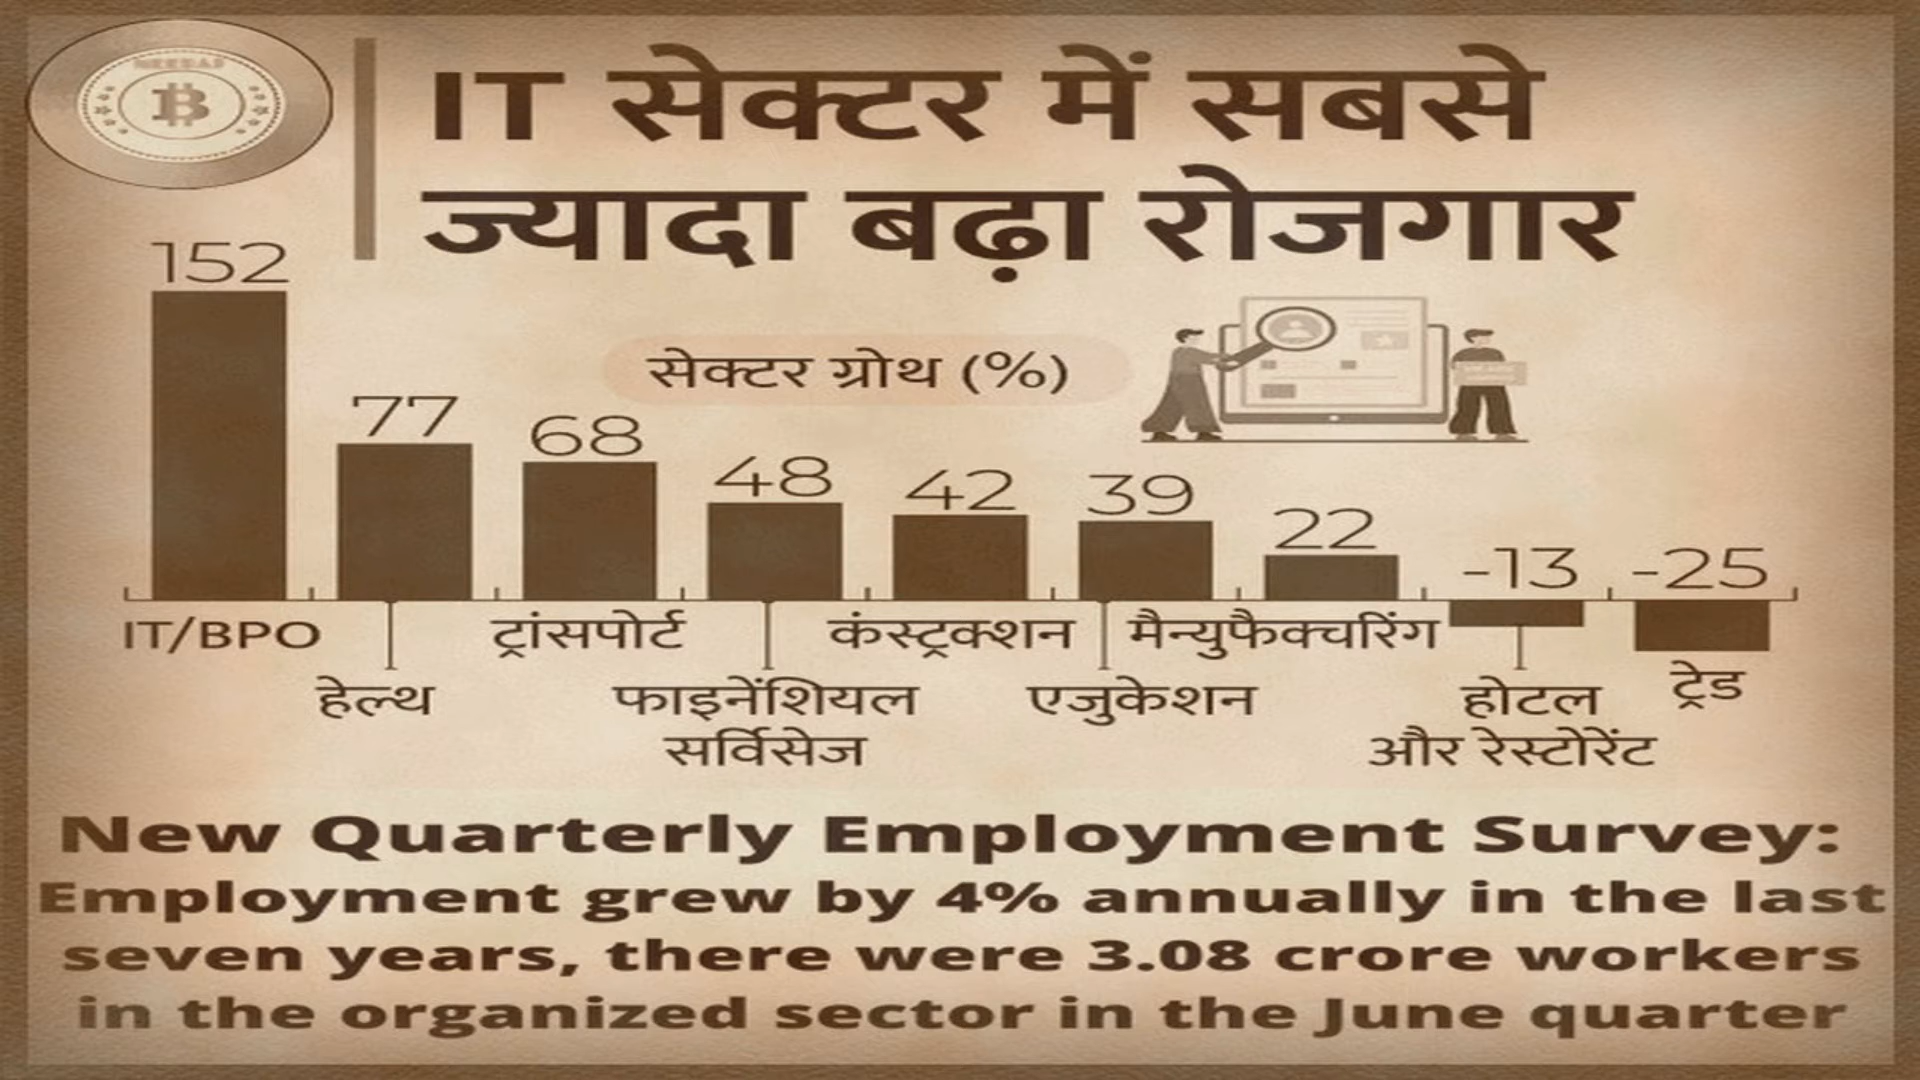 IT सेक्टर में सबसे
ज्यादा बढ़ा रोजगार
सेक्टर ग्रोथ (%)
152
77
68
48
42
39
22
-13
-25
IT/BPO
हेल्थ
ट्रांसपोर्ट
फाइनेंशियल
सर्विसेज
कंस्ट्रक्शन
एजुकेशन
मैन्युफैक्चरिंग
होटल
और रेस्टोरेंट
ट्रेड
New Quarterly Employment Survey:
Employment grew by 4% annually in the last
seven years, there were 3.08 crore workers
in the organized sector in the June quarter